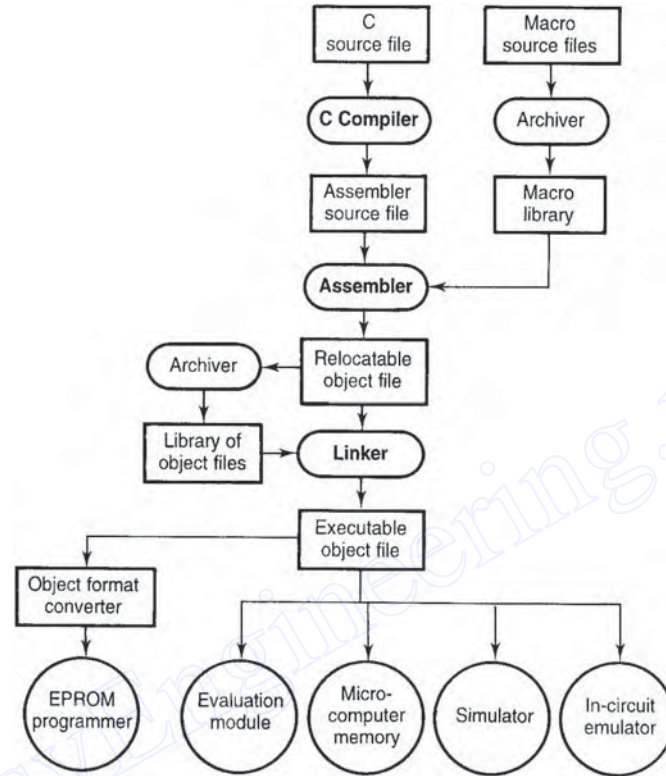 C
source file
Macro
source files
C Compiler
Archiver
Assembler
source file
Macro
library
Assembler
Archiver
Relocatable
object file
Library of
object files
Linker
Executable
object file
Object format
converter
EPROM
programmer
Evaluation
module
Micro-
computer
memory
Simulator
In-circuit
emulator